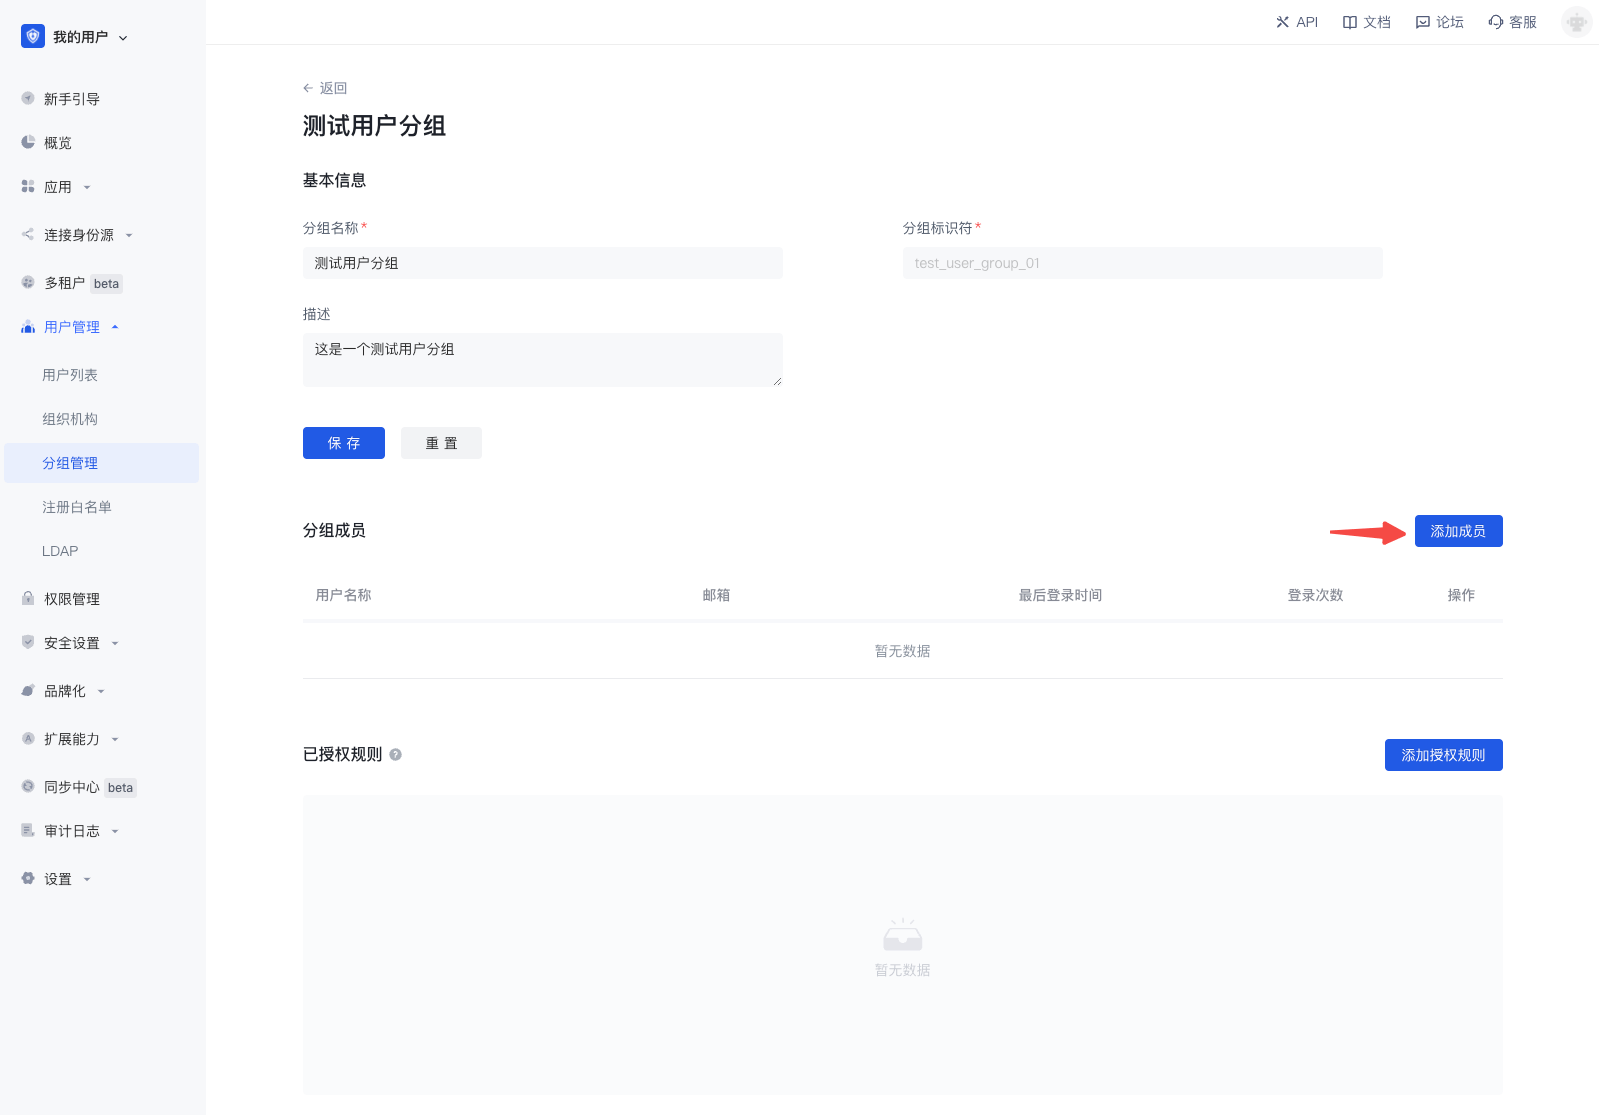 我的用户
API 文档 论坛 客服
新手引导
概览
应用
连接身份源
多租户 beta
用户管理
用户列表
组织机构
分组管理
注册白名单
LDAP
权限管理
安全设置
品牌化
扩展能力
同步中心 beta
审计日志
设置
← 返回
测试用户分组
基本信息
分组名称* 分组标识符*
测试用户分组 test_user_group_01
描述
这是一个测试用户分组
保 存 重 置
分组成员 添加成员
用户名称 邮箱 最后登录时间 登录次数 操作
暂无数据
已授权规则 ? 添加授权规则
暂无数据